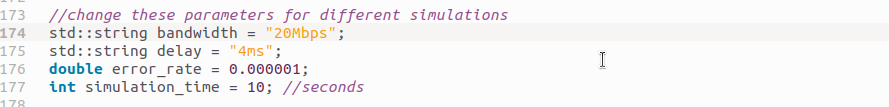 173 //change these parameters for different simulations
174 std::string bandwidth = "20Mbps";
175 std::string delay = "4ms";
176 double error_rate = 0.000001;
177 int simulation_time = 10; //seconds
178